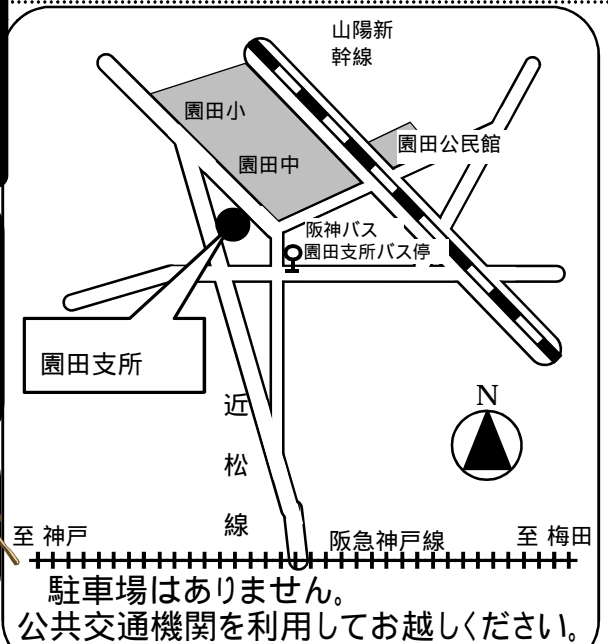 山陽新
幹線
園田小
園田公民館
園田中
阪神バス
園田支所バス停
園田支所
N
近
松
線
至 神戸
阪急神戸線
至 梅田
駐車場はありません。
公共交通機関を利用してお越しください。